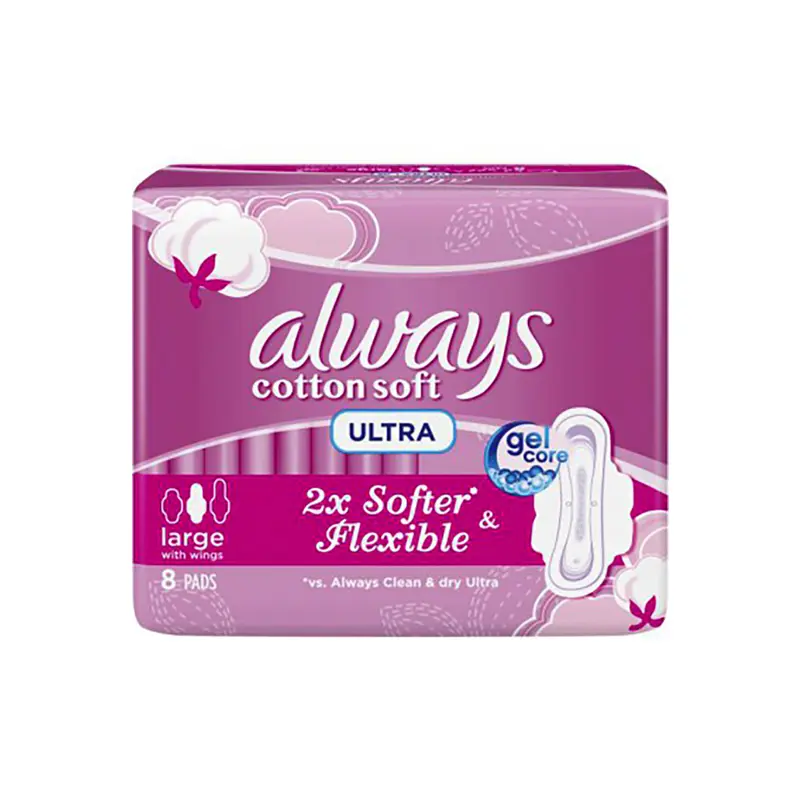 always
cotton soft
ULTRA
gel
core
2x Softer*
& Flexible
large
with wings
8 PADS
*vs. Always Clean & dry Ultra